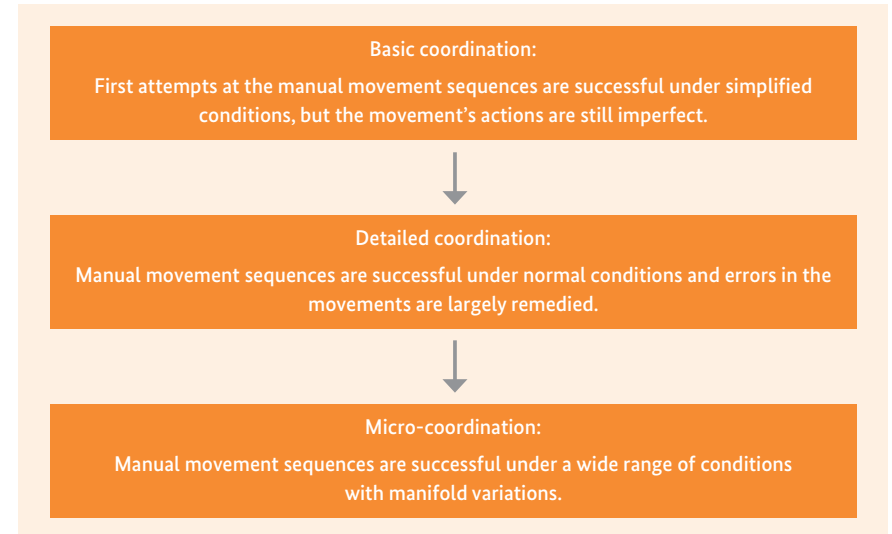 Basic coordination:
First attempts at the manual movement sequences are successful under simplified
conditions, but the movement’s actions are still imperfect.
Detailed coordination:
Manual movement sequences are successful under normal conditions and errors in the
movements are largely remedied.
Micro-coordination:
Manual movement sequences are successful under a wide range of conditions
with manifold variations.